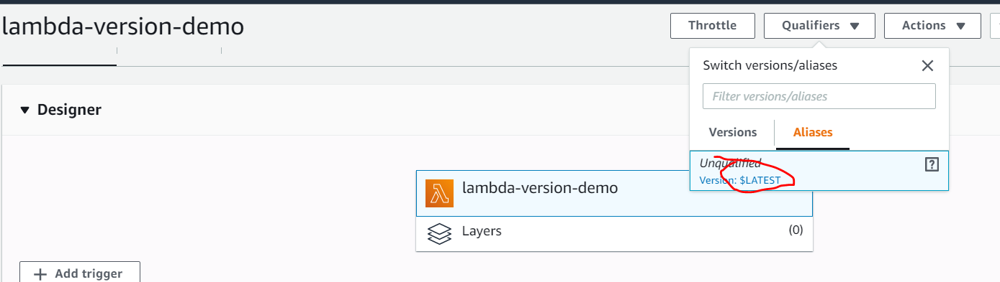 lambda-version-demo
Throttle
Qualifiers
Actions
Switch versions/aliases
Filter versions/aliases
Versions
Aliases
Unqualified
Version: $LATEST
Designer
lambda-version-demo
Layers
(0)
Add trigger